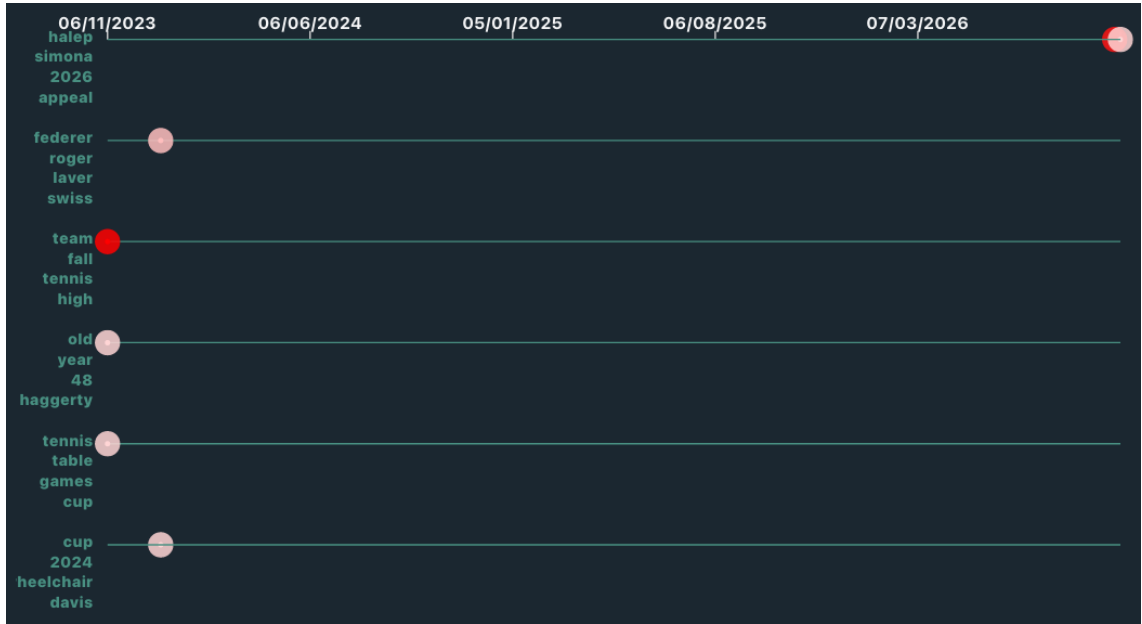 06/11/2023 06/06/2024 05/01/2025 06/08/2025 07/03/2026
halep
simona
2026
appeal
federer
roger
laver
swiss
team
fall
tennis
high
old
year
48
haggerty
tennis
table
games
cup
cup
2024
heelchair
davis